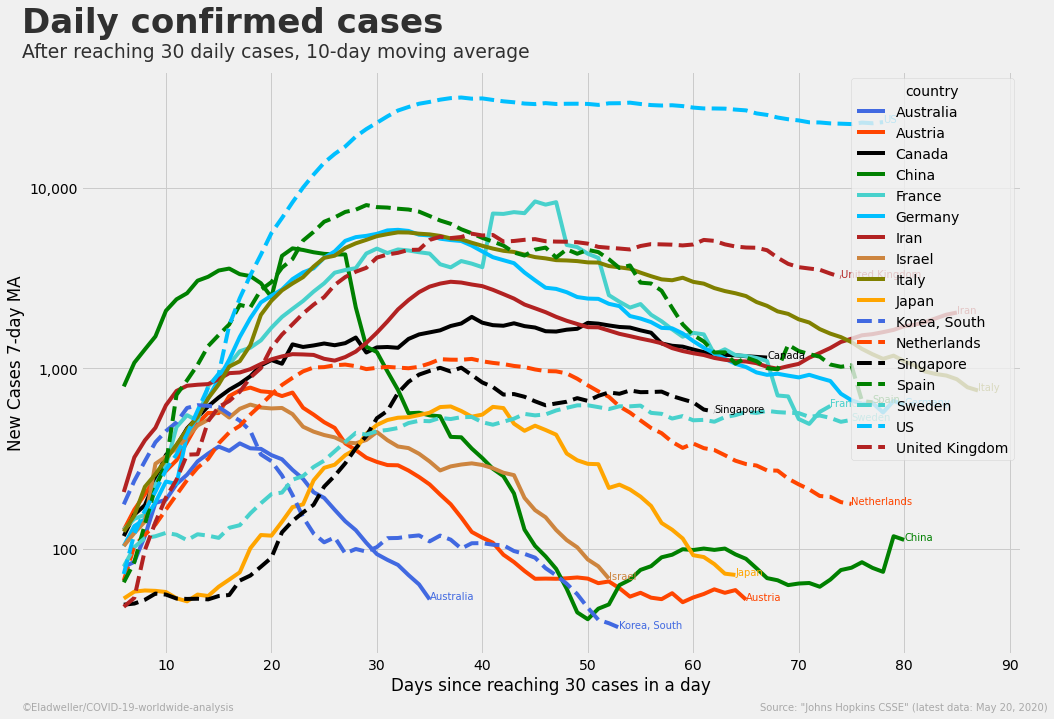 Daily confirmed cases
After reaching 30 daily cases, 10-day moving average
New Cases 7-day MA
10,000
1,000
100
country
Australia
Austria
Canada
China
France
Germany
Iran
Israel
Italy
Japan
Korea, South
Netherlands
Singapore
Spain
Sweden
US
United Kingdom
US
United Kingdom
Iran
Canada
Italy
Spain
Singapore
Netherlands
China
Japan
Israel
Austria
Australia
Korea, South
10
20
30
40
50
60
70
80
90
Days since reaching 30 cases in a day
©Eladweller/COVID-19-worldwide-analysis
Source: "Johns Hopkins CSSE" (latest data: May 20, 2020)